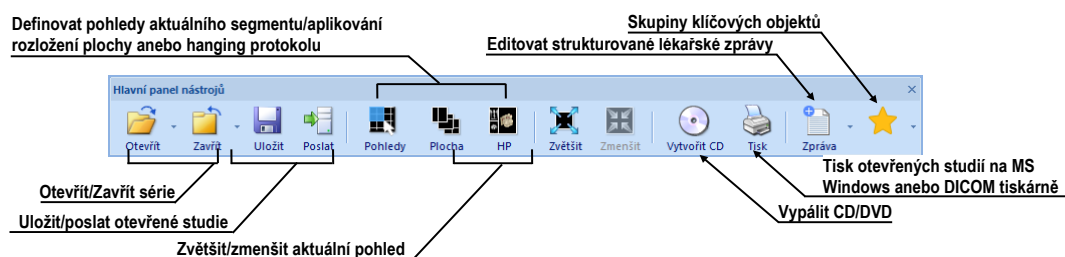 Definovat pohledy aktuálního segmentu/aplikování
rozložení plochy anebo hanging protokolu
Skupiny klíčových objektů
Editovat strukturované lékařské zprávy
Hlavní panel nástrojů
Otevřít
Zavřít
Uložit
Poslat
Pohledy
Plocha
HP
Zvětšit
Zmenšit
Vytvořit CD
Tisk
Zpráva
Tisk otevřených studií na MS
Windows anebo DICOM tiskárně
Otevřít/Zavřít série
Vypálit CD/DVD
Uložit/poslat otevřené studie
Zvětšit/zmenšit aktuální pohled